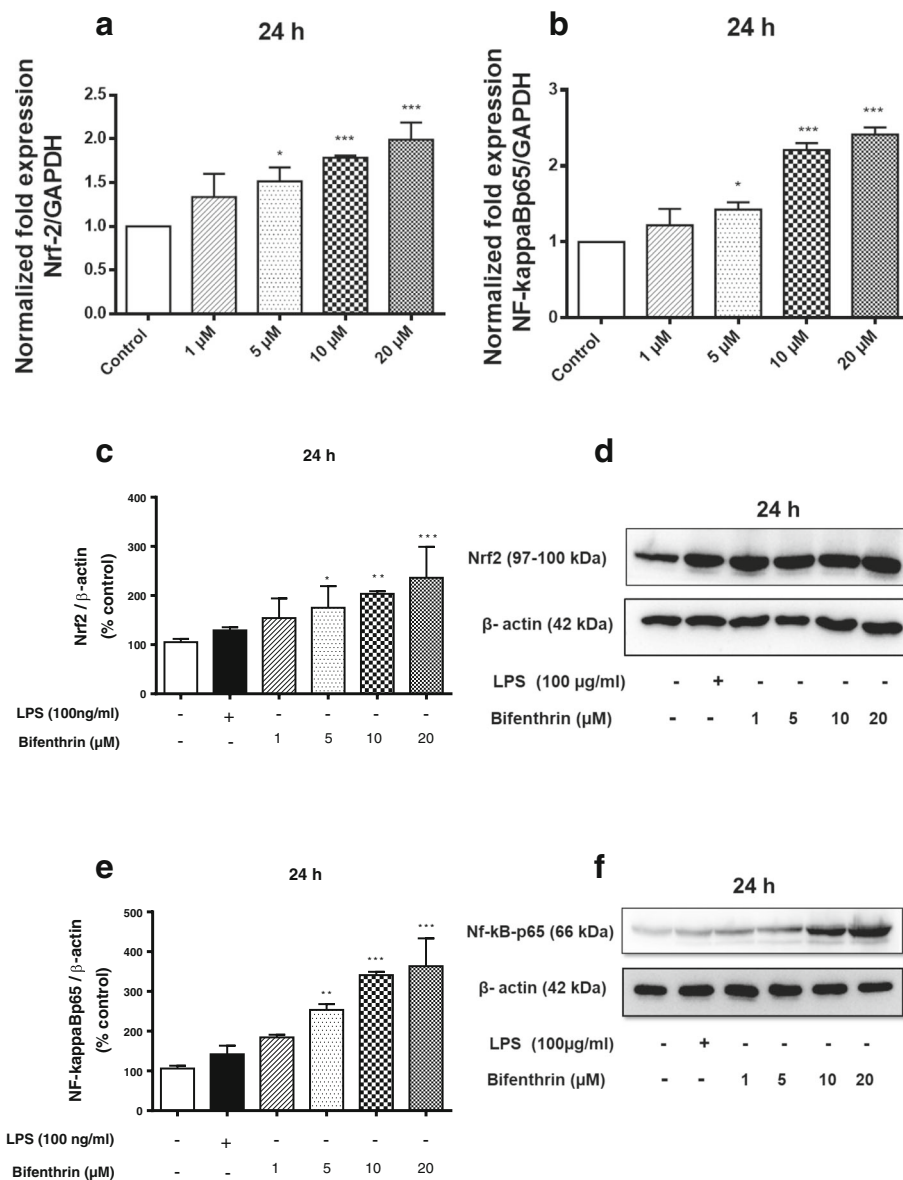 a
24 h
Normalized fold expression
Nrf-2/GAPDH
2.5
2.0
1.5
1.0
0.5
0.0
*
***
***
Control
1 µM
5 µM
10 µM
20 µM
b
24 h
Normalized fold expression
NF-kappaBp65/GAPDH
3
2
1
0
*
***
***
Control
1 µM
5 µM
10 µM
20 µM
c
24 h
Nrf2 / β-actin
(% control)
400
300
200
100
0
*
**
***
LPS (100ng/ml) - + - - - -
Bifenthrin (µM) - - 1 5 10 20
d
24 h
Nrf2 (97-100 kDa)
β- actin (42 kDa)
LPS (100 µg/ml) - + - - - -
Bifenthrin (µM) - - 1 5 10 20
e
24 h
NF-kappaBp65 / β-actin
(% control)
500
400
300
200
100
0
**
***
***
LPS (100 ng/ml) - + - - - -
Bifenthrin (µM) - - 1 5 10 20
f
24 h
Nf-kB-p65 (66 kDa)
β- actin (42 kDa)
LPS (100µg/ml) - + - - - -
Bifenthrin (µM) - - 1 5 10 20